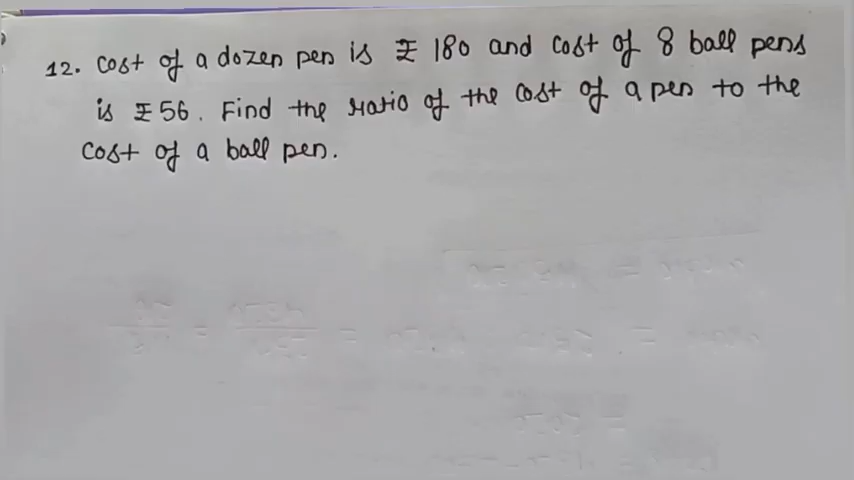 12. Cost of a dozen pen is ₹ 180 and cost of 8 ball pens
is ₹ 56. Find the ratio of the cost of a pen to the
cost of a ball pen.